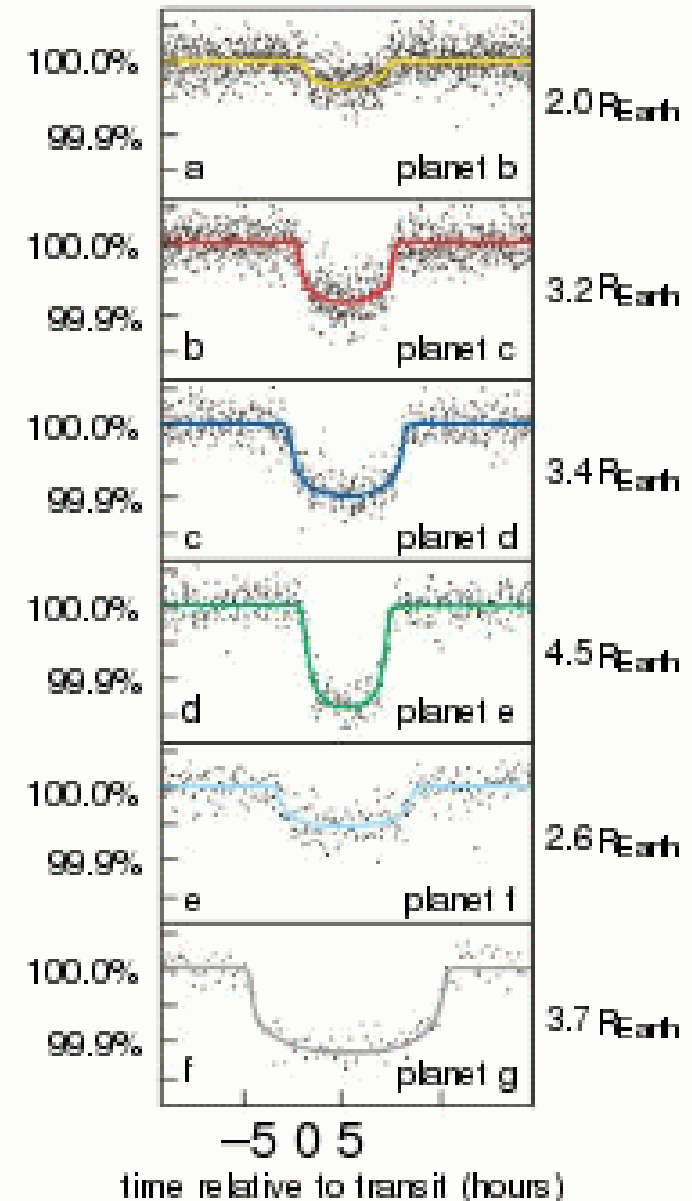 100.0%
99.9%
a
planet b
2.0 REarth
100.0%
99.9%
b
planet c
3.2 REarth
100.0%
99.9%
c
planet d
3.4 REarth
100.0%
99.9%
d
planet e
4.5 REarth
100.0%
99.9%
e
planet f
2.6 REarth
100.0%
99.9%
f
planet g
3.7 REarth
–5 0 5
time relative to transit (hours)